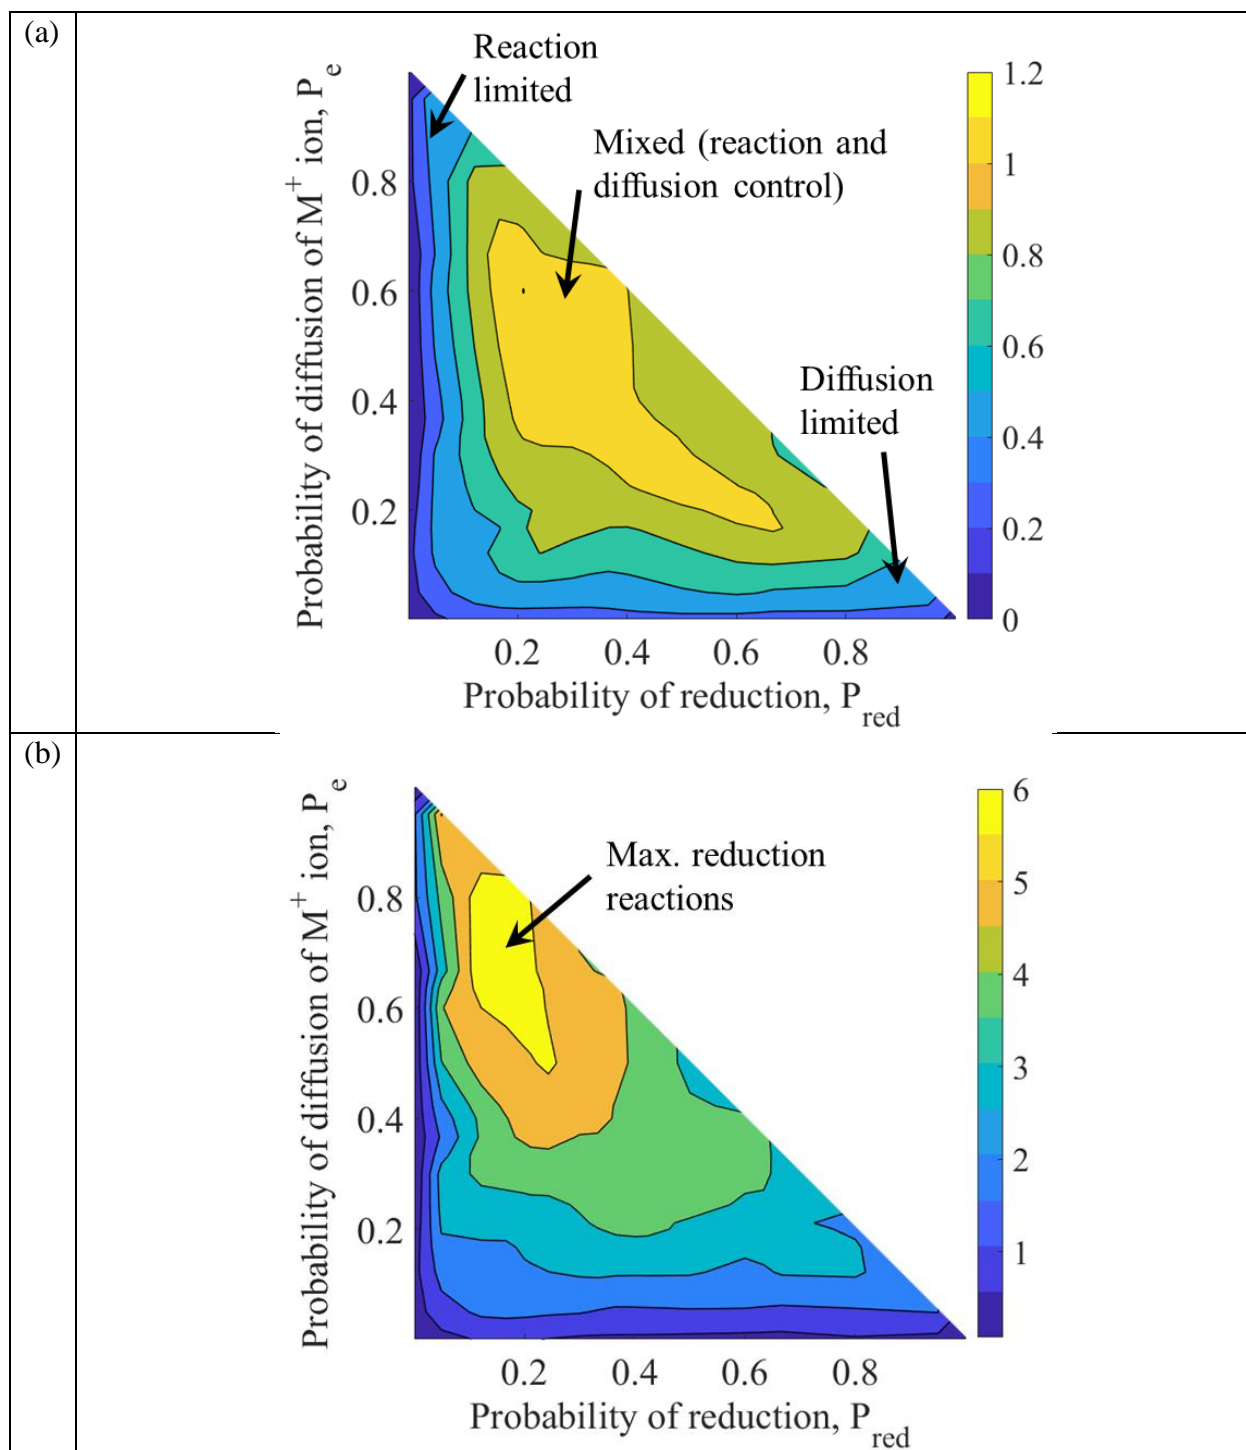 (a)
Reaction
limited
Mixed (reaction and
diffusion control)
Diffusion
limited
Probability of diffusion of M⁺ ion, Pₑ
0.8
0.6
0.4
0.2
0.2 0.4 0.6 0.8
Probability of reduction, P_red
1.2
1
0.8
0.6
0.4
0.2
0
(b)
Max. reduction
reactions
Probability of diffusion of M⁺ ion, Pₑ
0.8
0.6
0.4
0.2
0.2 0.4 0.6 0.8
Probability of reduction, P_red
6
5
4
3
2
1